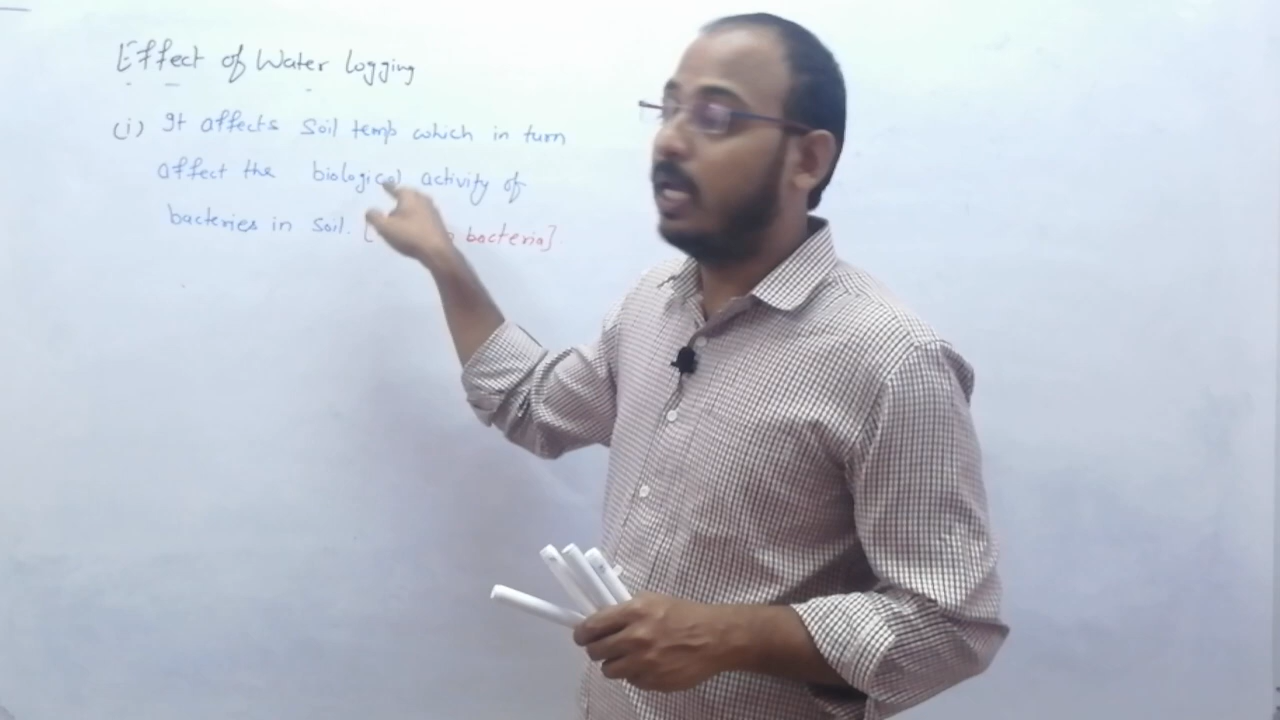 Effect of Water logging
(i) It affects Soil temp which in turn
affect the biological activity of
bacteries in soil. [ bacteria].